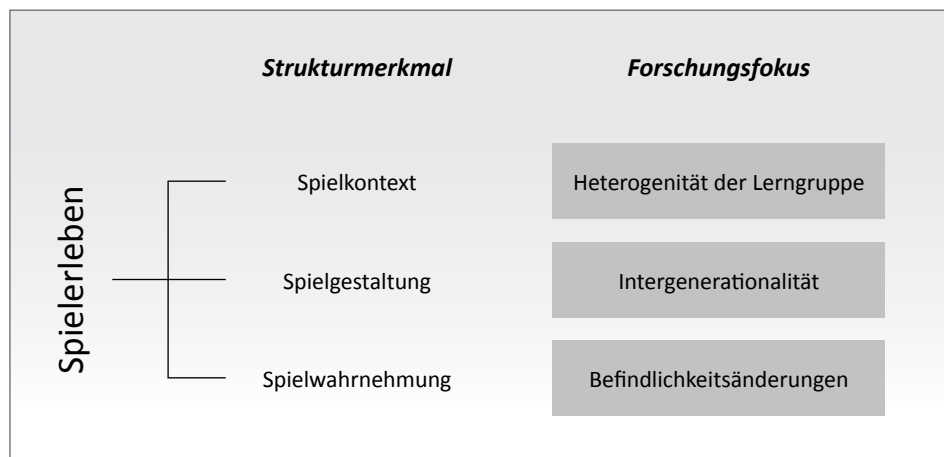 Strukturmerkmal Forschungsfokus
Spielerleben
Spielkontext Heterogenität der Lerngruppe
Spielgestaltung Intergenerationalität
Spielwahrnehmung Befindlichkeitsänderungen